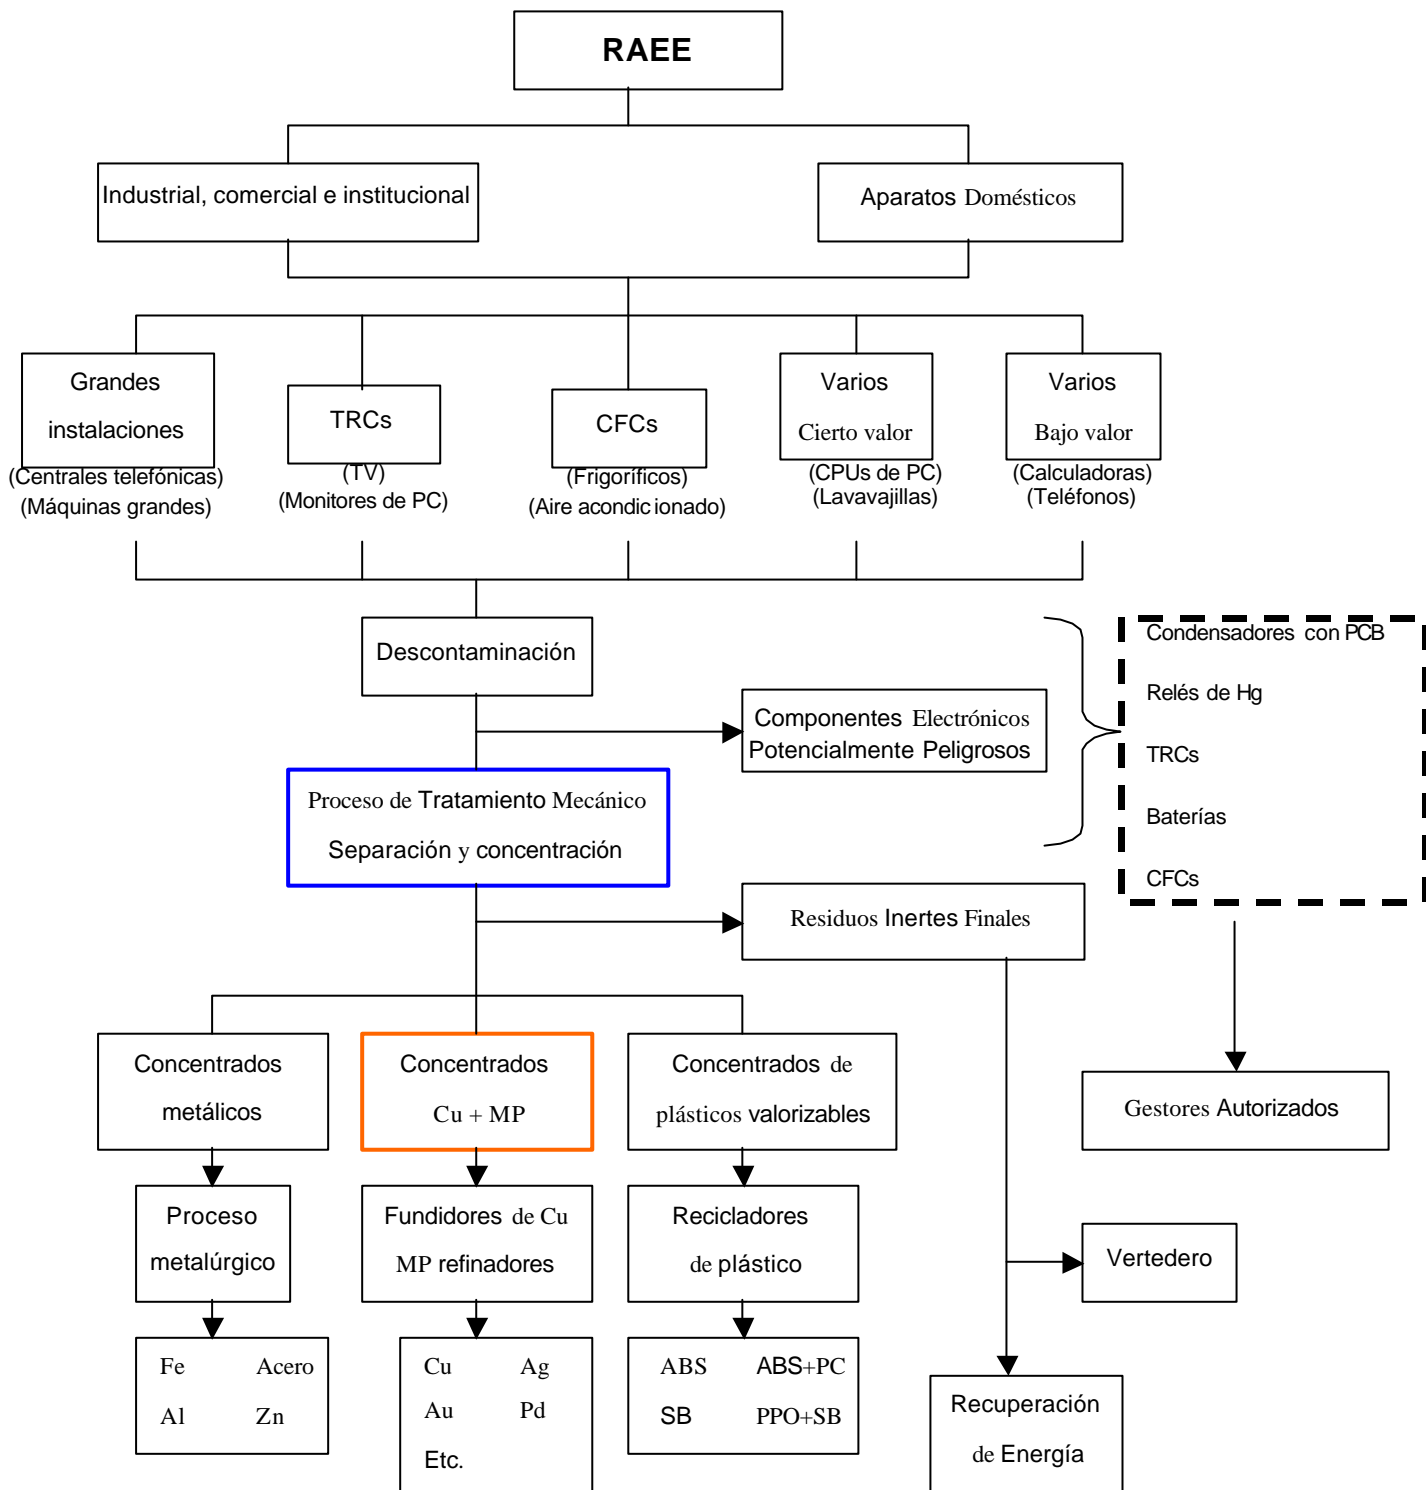 RAEE
Industrial, comercial e institucional
Aparatos Domésticos
Grandes
instalaciones
(Centrales telefónicas)
(Máquinas grandes)
TRCs
(TV)
(Monitores de PC)
CFCs
(Frigoríficos)
(Aire acondicionado)
Varios
Cierto valor
(CPUs de PC)
(Lavavajillas)
Varios
Bajo valor
(Calculadoras)
(Teléfonos)
Descontaminación
Componentes Electrónicos
Potencialmente Peligrosos
Condensadores con PCB
Relés de Hg
TRCs
Baterías
CFCs
Proceso de Tratamiento Mecánico
Separación y concentración
Residuos Inertes Finales
Concentrados
metálicos
Concentrados
Cu + MP
Concentrados de
plásticos valorizables
Gestores Autorizados
Proceso
metalúrgico
Fundidores de Cu
MP refinadores
Recicladores
de plástico
Vertedero
Fe Acero
Al Zn
Cu Ag
Au Pd
Etc.
ABS ABS+PC
SB PPO+SB
Recuperación
de Energía